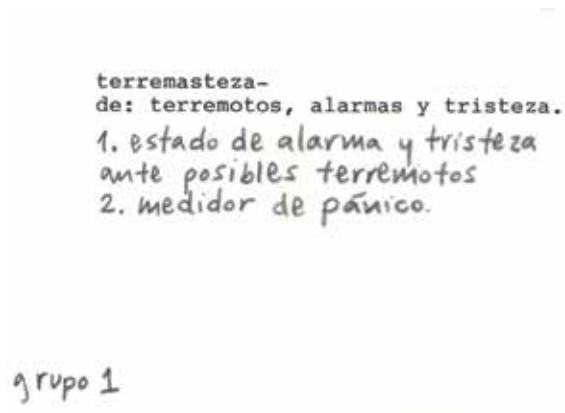 terremasteza-
de: terremotos, alarmas y tristeza.
1. estado de alarma y tristeza
ante posibles terremotos
2. medidor de pánico.
grupo 1